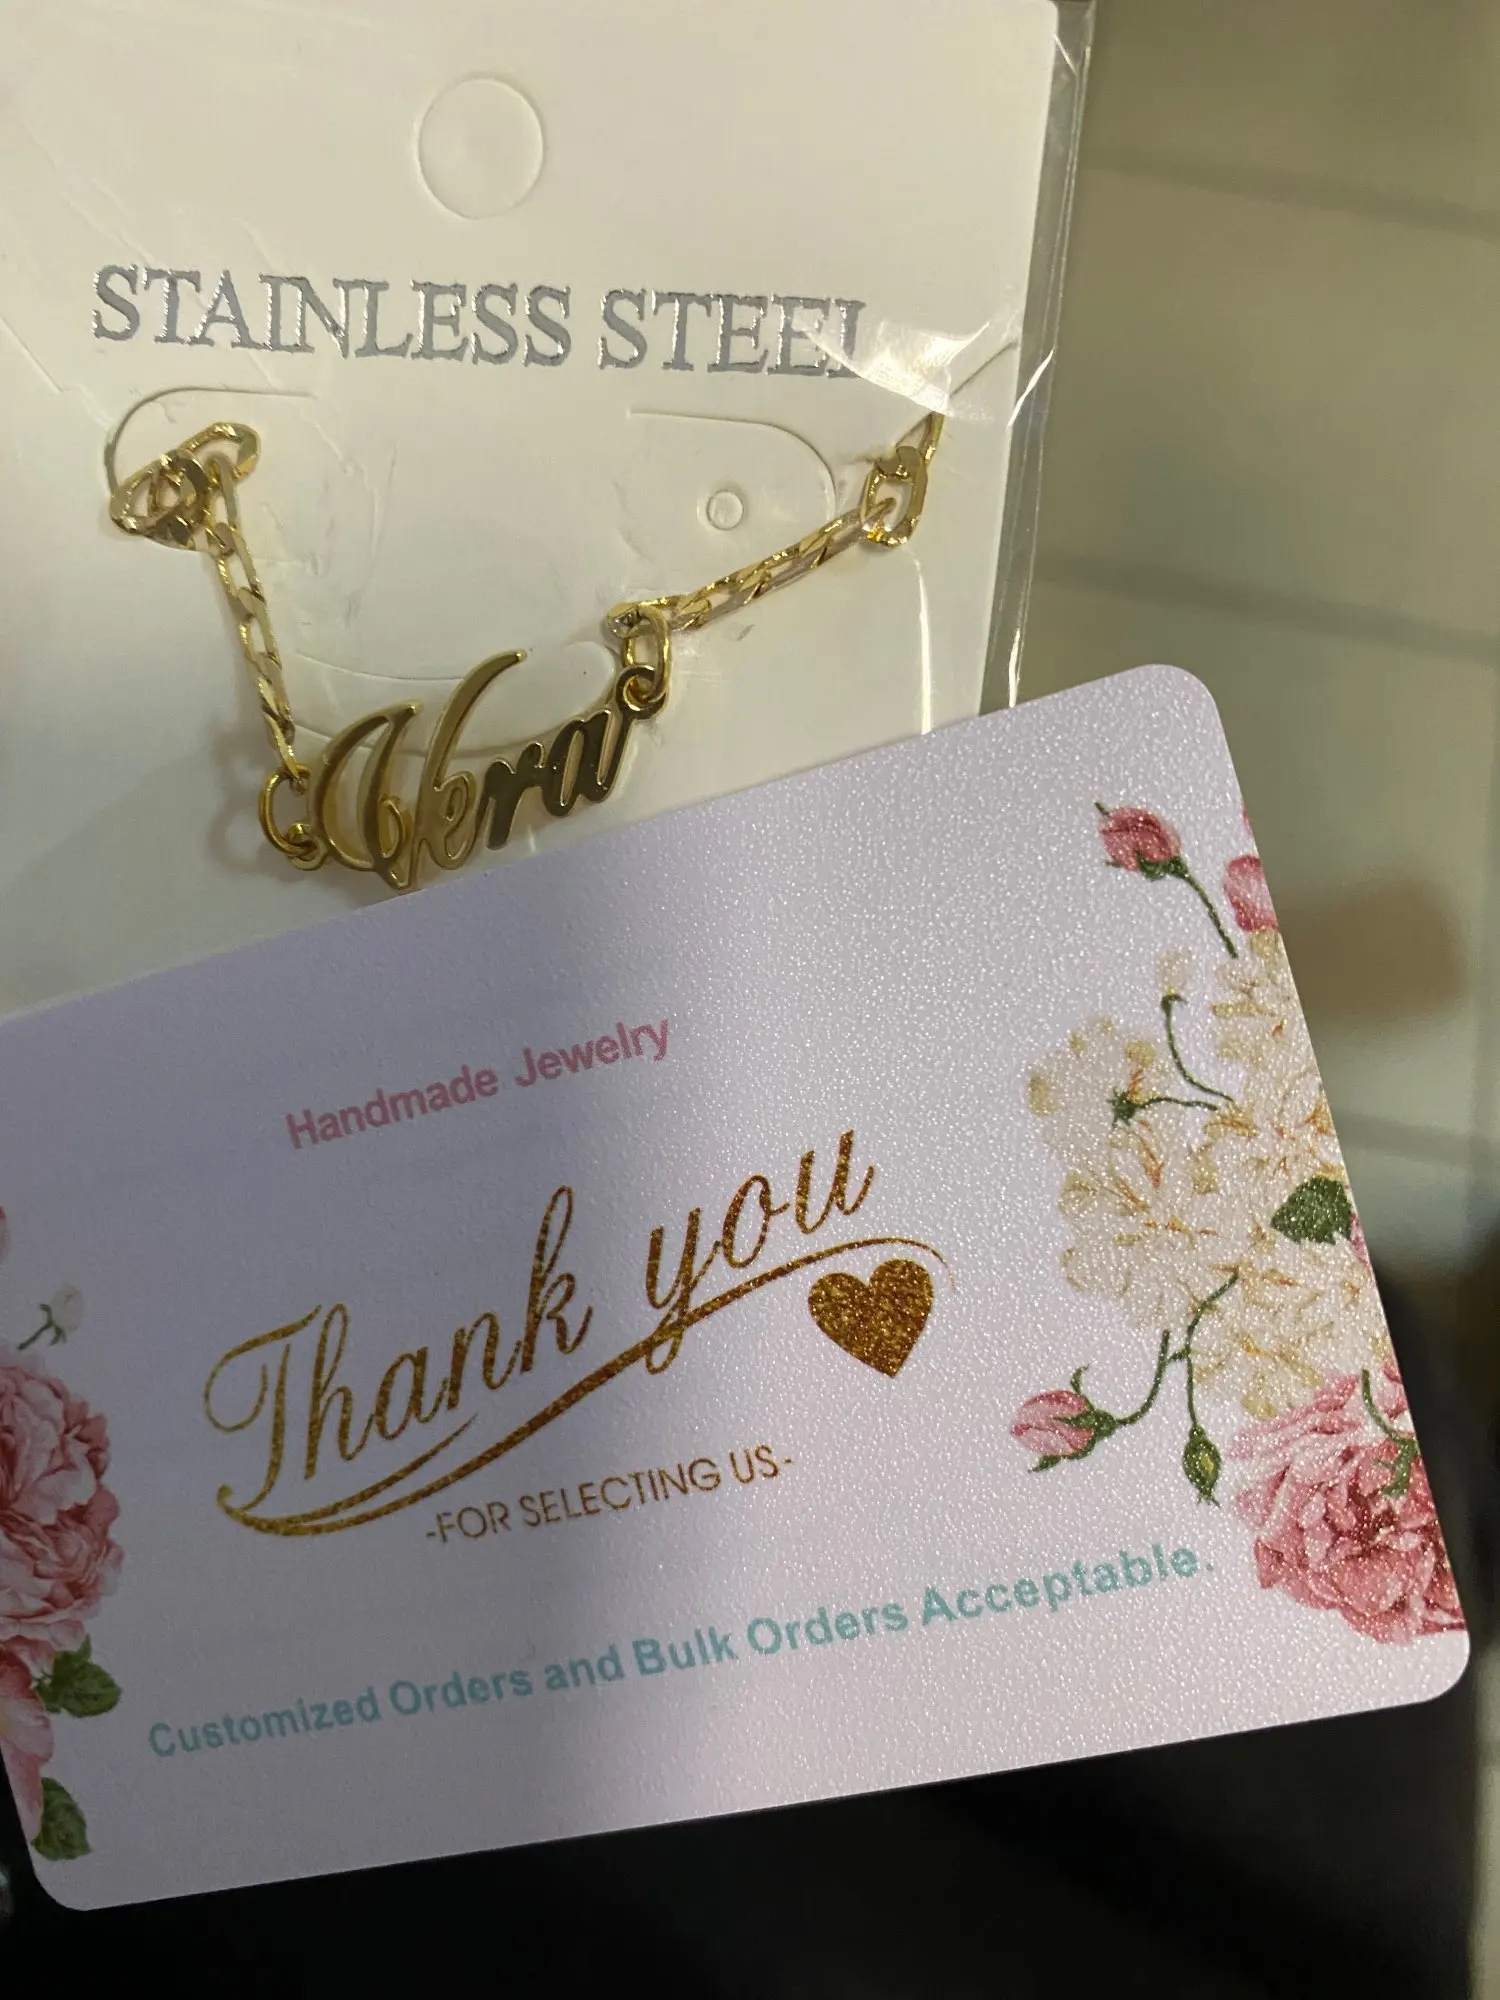 STAINLESS STEEL
Vera
Handmade Jewelry
Thank you
-FOR SELECTING US-
Customized Orders and Bulk Orders Acceptable.